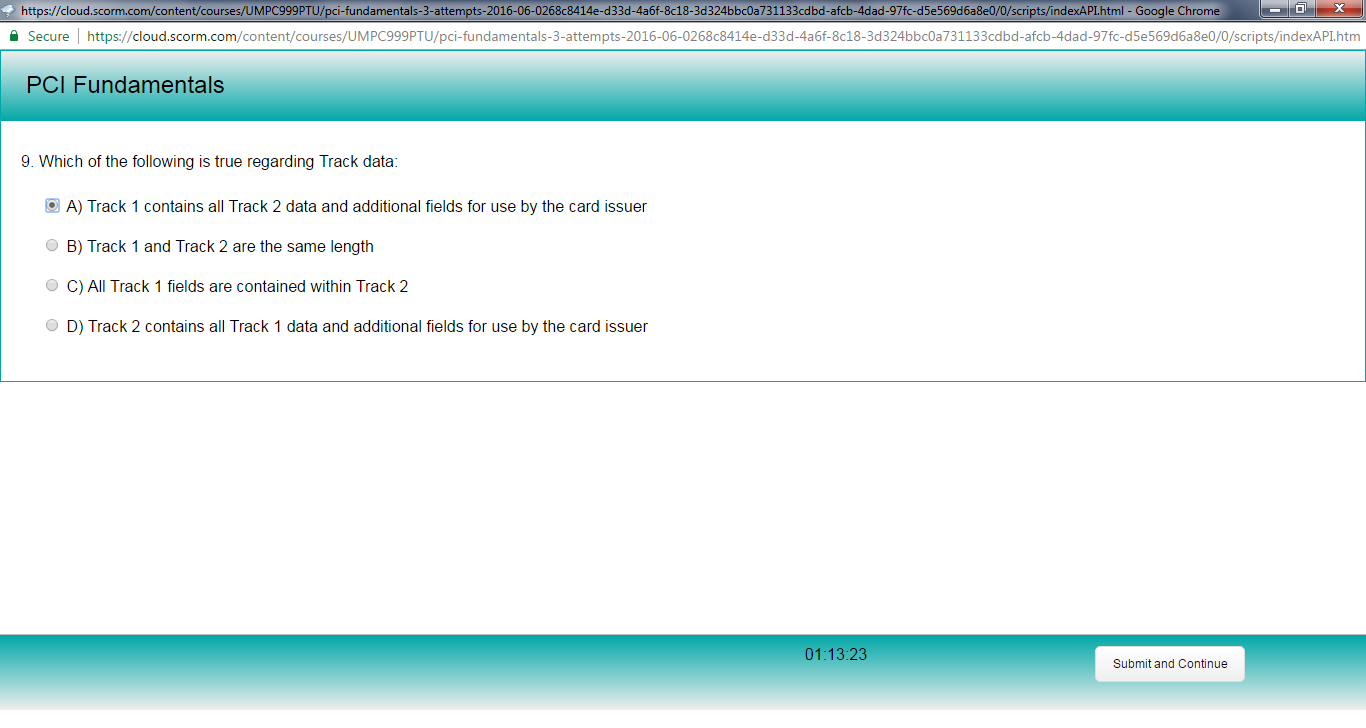 https://cloud.scorm.com/content/courses/UMPC999PTU/pci-fundamentals-3-attempts-2016-06-0268c8414e-d33d-4a6f-8c18-3d324bbc0a731133cdbd-afcb-4dad-97fc-d5e569d6a8e0/0/scripts/indexAPI.html - Google Chrome
Secure | https://cloud.scorm.com/content/courses/UMPC999PTU/pci-fundamentals-3-attempts-2016-06-0268c8414e-d33d-4a6f-8c18-3d324bbc0a731133cdbd-afcb-4dad-97fc-d5e569d6a8e0/0/scripts/indexAPI.htm
PCI Fundamentals
9. Which of the following is true regarding Track data:
A) Track 1 contains all Track 2 data and additional fields for use by the card issuer
B) Track 1 and Track 2 are the same length
C) All Track 1 fields are contained within Track 2
D) Track 2 contains all Track 1 data and additional fields for use by the card issuer
01:13:23
Submit and Continue